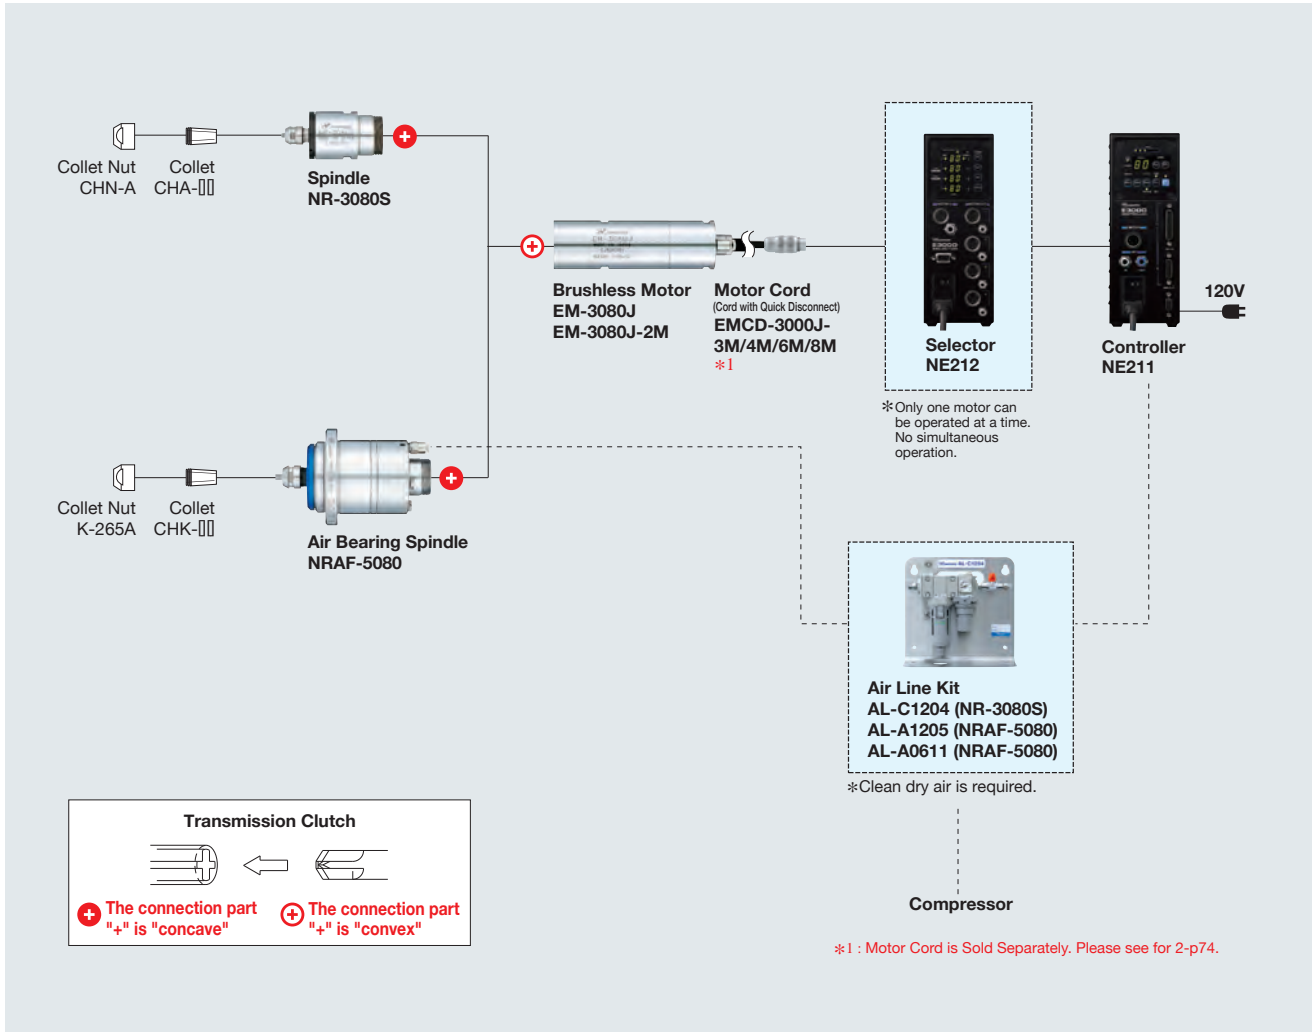 Collet Nut
CHN-A
Collet
CHA-▯▯
Spindle
NR-3080S
Brushless Motor
EM-3080J
EM-3080J-2M
Motor Cord
(Cord with Quick Disconnect)
EMCD-3000J-
3M/4M/6M/8M
*1
Selector
NE212
*Only one motor can
be operated at a time.
No simultaneous
operation.
120V
Controller
NE211
Collet Nut
K-265A
Collet
CHK-▯▯
Air Bearing Spindle
NRAF-5080
AL-C1204
Air Line Kit
AL-C1204 (NR-3080S)
AL-A1205 (NRAF-5080)
AL-A0611 (NRAF-5080)
*Clean dry air is required.
Compressor
Transmission Clutch
The connection part
"+" is "concave"
The connection part
"+" is "convex"
*1 : Motor Cord is Sold Separately. Please see for 2-p74.